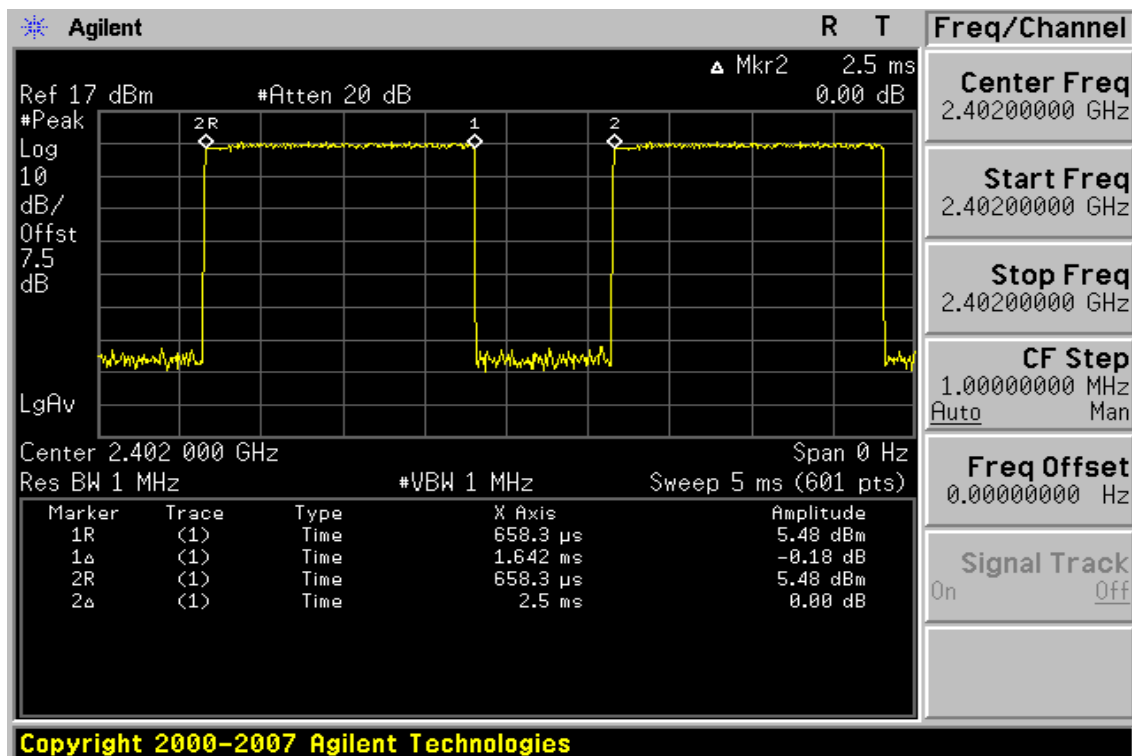 Agilent R T
Δ Mkr2 2.5 ms
Ref 17 dBm #Atten 20 dB 0.00 dB
#Peak
Log
10
dB/
Offst
7.5
dB
LgAv
2R 1 2
Center 2.402 000 GHz Span 0 Hz
Res BW 1 MHz #VBW 1 MHz Sweep 5 ms (601 pts)
Marker Trace Type X Axis Amplitude
1R (1) Time 658.3 µs 5.48 dBm
1Δ (1) Time 1.642 ms -0.18 dB
2R (1) Time 658.3 µs 5.48 dBm
2Δ (1) Time 2.5 ms 0.00 dB
Copyright 2000-2007 Agilent Technologies
Freq/Channel
Center Freq
2.40200000 GHz
Start Freq
2.40200000 GHz
Stop Freq
2.40200000 GHz
CF Step
1.00000000 MHz
Auto Man
Freq Offset
0.00000000 Hz
Signal Track
On Off